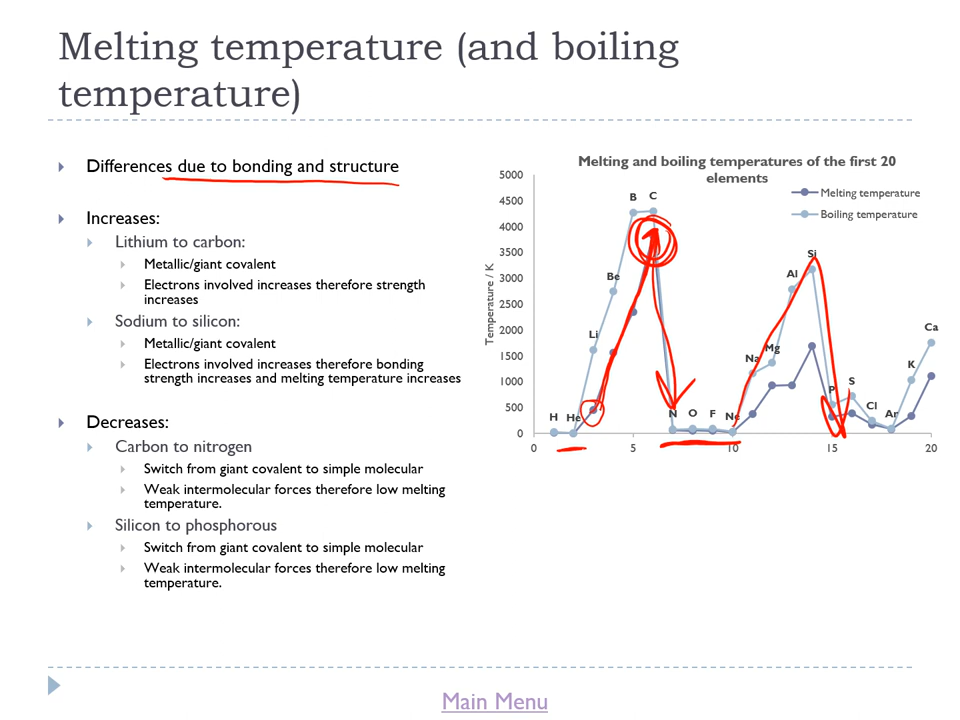 Melting temperature (and boiling
temperature)
Differences due to bonding and structure
Increases:
Lithium to carbon:
Metallic/giant covalent
Electrons involved increases therefore strength
increases
Sodium to silicon:
Metallic/giant covalent
Electrons involved increases therefore bonding
strength increases and melting temperature increases
Decreases:
Carbon to nitrogen
Switch from giant covalent to simple molecular
Weak intermolecular forces therefore low melting
temperature.
Silicon to phosphorous
Switch from giant covalent to simple molecular
Weak intermolecular forces therefore low melting
temperature.
Melting and boiling temperatures of the first 20
elements
Melting temperature
Boiling temperature
Temperature / K
5000
4500
4000
3500
3000
2500
2000
1500
1000
500
0
0 5 10 15 20
H He Li Be B C N O F Ne Na Mg Al Si P S Cl Ar K Ca
Main Menu